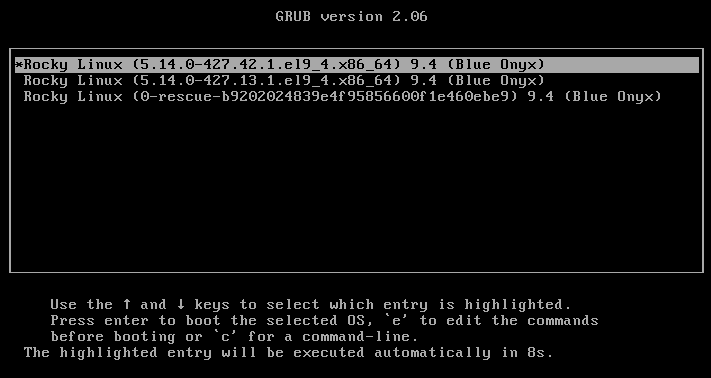 GRUB version 2.06
*Rocky Linux (5.14.0-427.42.1.el9_4.x86_64) 9.4 (Blue Onyx)
Rocky Linux (5.14.0-427.13.1.el9_4.x86_64) 9.4 (Blue Onyx)
Rocky Linux (0-rescue-b9202024839e4f95856600f1e460ebe9) 9.4 (Blue Onyx)
Use the ↑ and ↓ keys to select which entry is highlighted.
Press enter to boot the selected OS, `e' to edit the commands
before booting or `c' for a command-line.
The highlighted entry will be executed automatically in 8s.